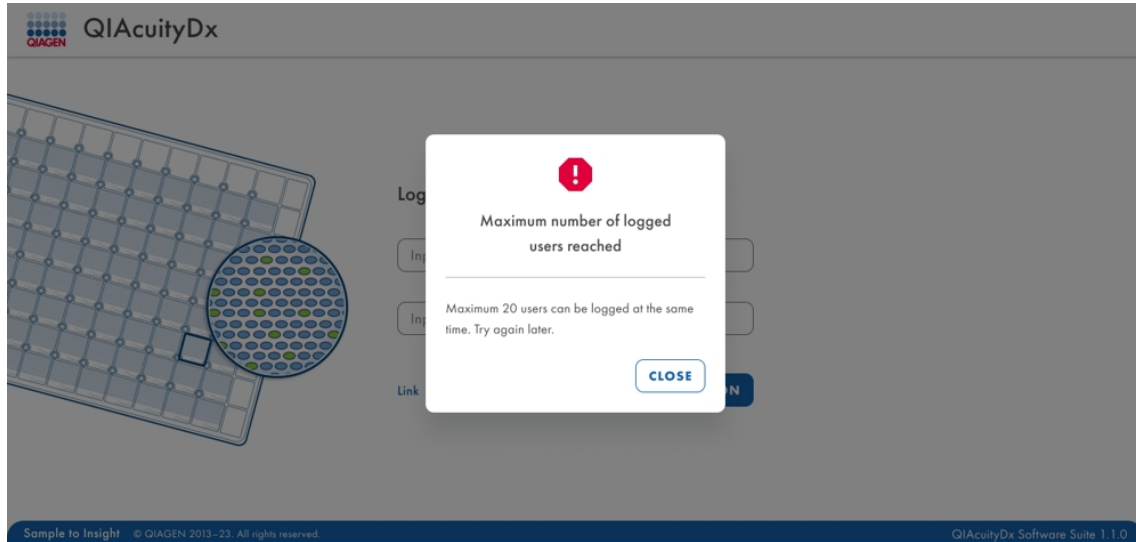 QIAGEN
QIAcuityDx
Log
Maximum number of logged
users reached
Inp
Maximum 20 users can be logged at the same
time. Try again later.
Inp
CLOSE
Link
N
Sample to Insight © QIAGEN 2013–23. All rights reserved.
QIAcuityDx Software Suite 1.1.0